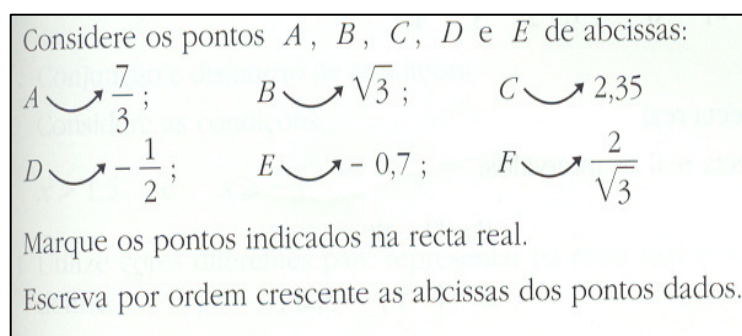 Considere os pontos A, B, C, D e E de abcissas:
A ⤻ 7/3 ; B ⤻ √3 ; C ⤻ 2,35
D ⤻ -1/2 ; E ⤻ - 0,7 ; F ⤻ 2/√3
Marque os pontos indicados na recta real.
Escreva por ordem crescente as abcissas dos pontos dados.